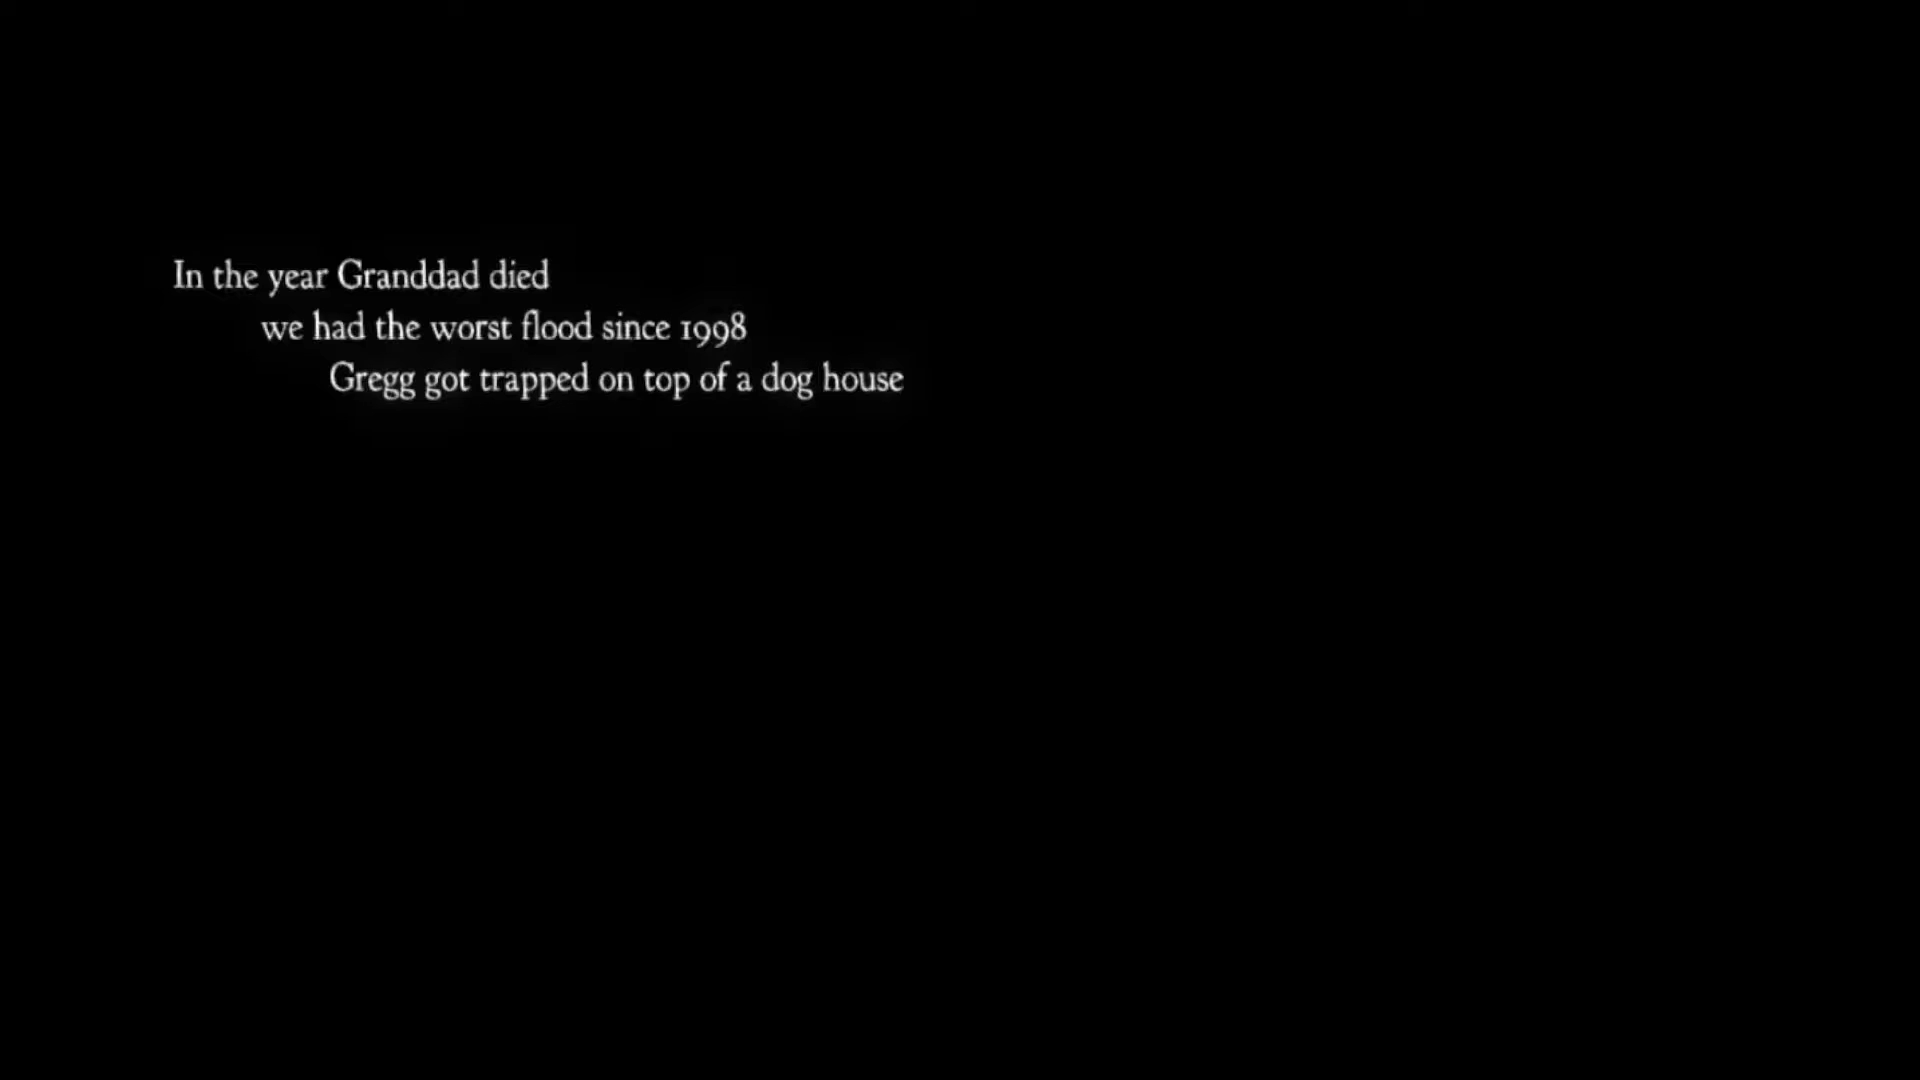 In the year Granddad died
we had the worst flood since 1998
Gregg got trapped on top of a dog house